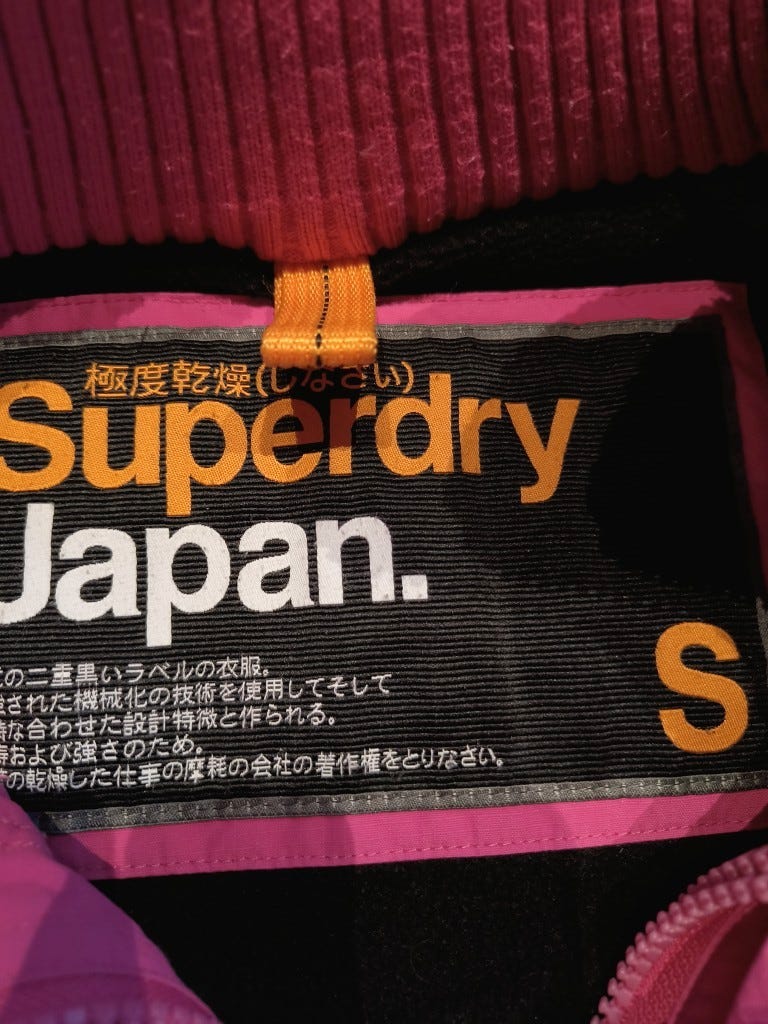 極度乾燥(しなさい)
Superdry
Japan.
の二重黒いラベルの衣服。
された機械化の技術を使用してそして
な合わせた設計特徴と作られる。
および強さのため。
の乾燥した仕事の摩耗の会社の著作権をとりなさい。
S